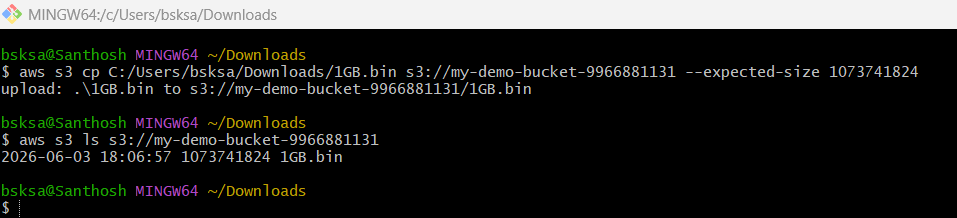 MINGW64:/c/Users/bsksa/Downloads
bsksa@Santhosh MINGW64 ~/Downloads
$ aws s3 cp C:/Users/bsksa/Downloads/1GB.bin s3://my-demo-bucket-9966881131 --expected-size 1073741824
upload: .\1GB.bin to s3://my-demo-bucket-9966881131/1GB.bin
bsksa@Santhosh MINGW64 ~/Downloads
$ aws s3 ls s3://my-demo-bucket-9966881131
2026-06-03 18:06:57 1073741824 1GB.bin
bsksa@Santhosh MINGW64 ~/Downloads
$